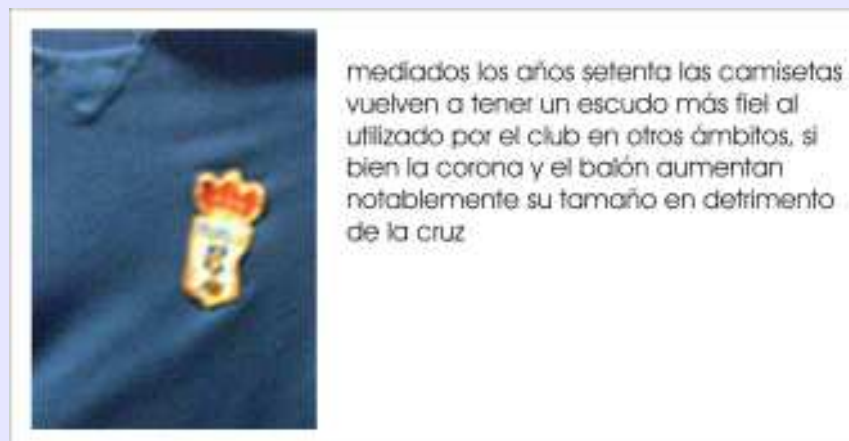 mediados los años setenta las camisetas
vuelven a tener un escudo más fiel al
utilizado por el club en otros ámbitos, si
bien la corona y el balón aumentan
notablemente su tamaño en detrimento
de la cruz